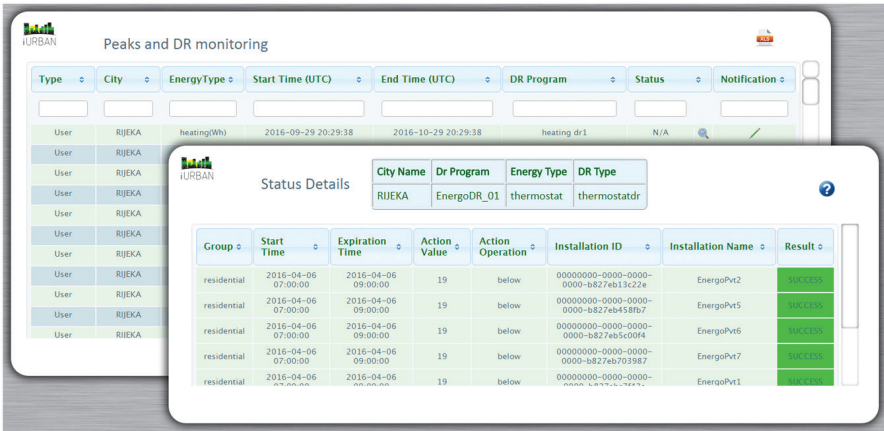 iURBAN
Peaks and DR monitoring
XLS
Type City EnergyType Start Time (UTC) End Time (UTC) DR Program Status Notification
User RIJEKA heating(Wh) 2016-09-29 20:29:38 2016-10-29 20:29:38 heating dr1 N/A
User RIJEKA
User RIJEKA
User RIJEKA
User RIJEKA
User RIJEKA
User RIJEKA
User RIJEKA
User RIJEKA
User RIJEKA
User RIJEKA
iURBAN
Status Details
City Name Dr Program Energy Type DR Type
RIJEKA EnergoDR_01 thermostat thermostatdr
?
Group Start Time Expiration Time Action Value Action Operation Installation ID Installation Name Result
residential 2016-04-06 07:00:00 2016-04-06 09:00:00 19 below 00000000-0000-0000-0000-b827eb13c22e EnergoPvt2 SUCCESS
residential 2016-04-06 07:00:00 2016-04-06 09:00:00 19 below 00000000-0000-0000-0000-b827eb458fb7 EnergoPvt5 SUCCESS
residential 2016-04-06 07:00:00 2016-04-06 09:00:00 19 below 00000000-0000-0000-0000-b827eb5c00f4 EnergoPvt6 SUCCESS
residential 2016-04-06 07:00:00 2016-04-06 09:00:00 19 below 00000000-0000-0000-0000-b827eb703987 EnergoPvt7 SUCCESS
residential 2016-04-06 2016-04-06 19 below 00000000-0000-0000- EnergoPvt1 SUCCESS